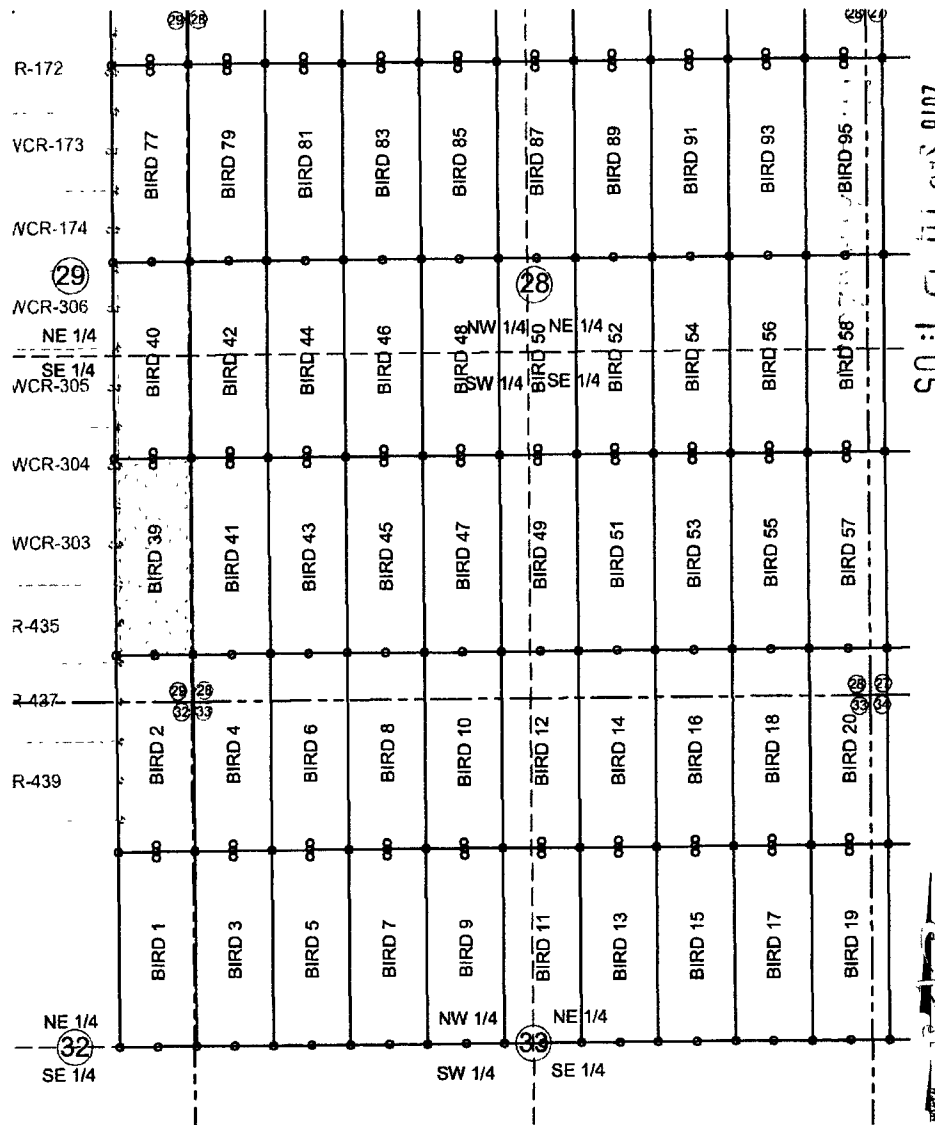 29 28 28 27
R-172
VCR-173
BIRD 77 BIRD 79 BIRD 81 BIRD 83 BIRD 85 BIRD 87 BIRD 89 BIRD 91 BIRD 93 BIRD 95
WCR-174
29 28
WCR-306
NE 1/4 NW 1/4 NE 1/4
BIRD 40 BIRD 42 BIRD 44 BIRD 46 BIRD 48 BIRD 50 BIRD 52 BIRD 54 BIRD 56 BIRD 58
SE 1/4 SW 1/4 SE 1/4
WCR-305
WCR-304
WCR-303
BIRD 39 BIRD 41 BIRD 43 BIRD 45 BIRD 47 BIRD 49 BIRD 51 BIRD 53 BIRD 55 BIRD 57
R-435
29 28 28 27
R-437
32 33 33 34
BIRD 2 BIRD 4 BIRD 6 BIRD 8 BIRD 10 BIRD 12 BIRD 14 BIRD 16 BIRD 18 BIRD 20
R-439
BIRD 1 BIRD 3 BIRD 5 BIRD 7 BIRD 9 BIRD 11 BIRD 13 BIRD 15 BIRD 17 BIRD 19
NE 1/4 NW 1/4 NE 1/4
32 33
SE 1/4 SW 1/4 SE 1/4